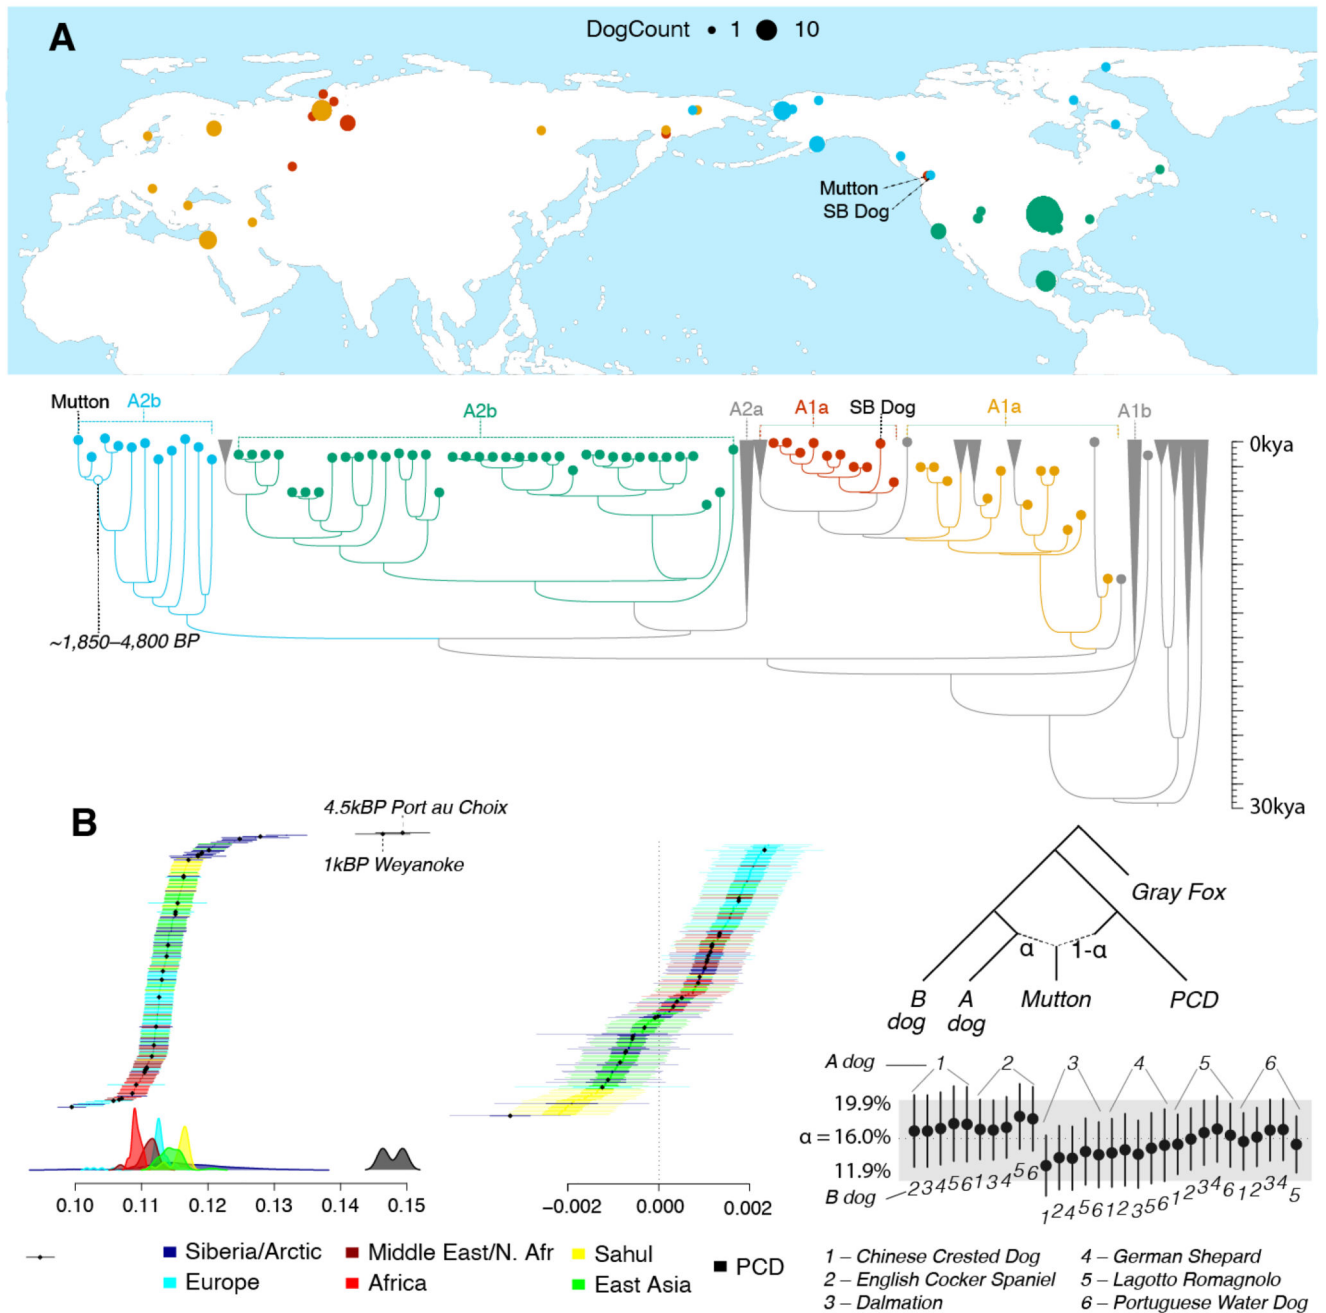 A
DogCount 1 10
Mutton
SB Dog
Mutton A2b A2b A2a A1a SB Dog A1a A1b
0kya
~1,850–4,800 BP
30kya
B
4.5kBP Port au Choix
1kBP Weyanoke
Gray Fox
α 1-α
B dog A dog Mutton PCD
A dog 1 2 3 4 5 6
19.9%
α = 16.0%
11.9%
B dog 2 3 4 5 6 1 3 4 5 6 1 2 4 5 6 1 2 3 5 6 1 2 3 4 6 1 2 3 4 5
0.10 0.11 0.12 0.13 0.14 0.15
-0.002 0.000 0.002
Siberia/Arctic Middle East/N. Afr Sahul PCD
Europe Africa East Asia
1 – Chinese Crested Dog 4 – German Shepard
2 – English Cocker Spaniel 5 – Lagotto Romagnolo
3 – Dalmation 6 – Portuguese Water Dog